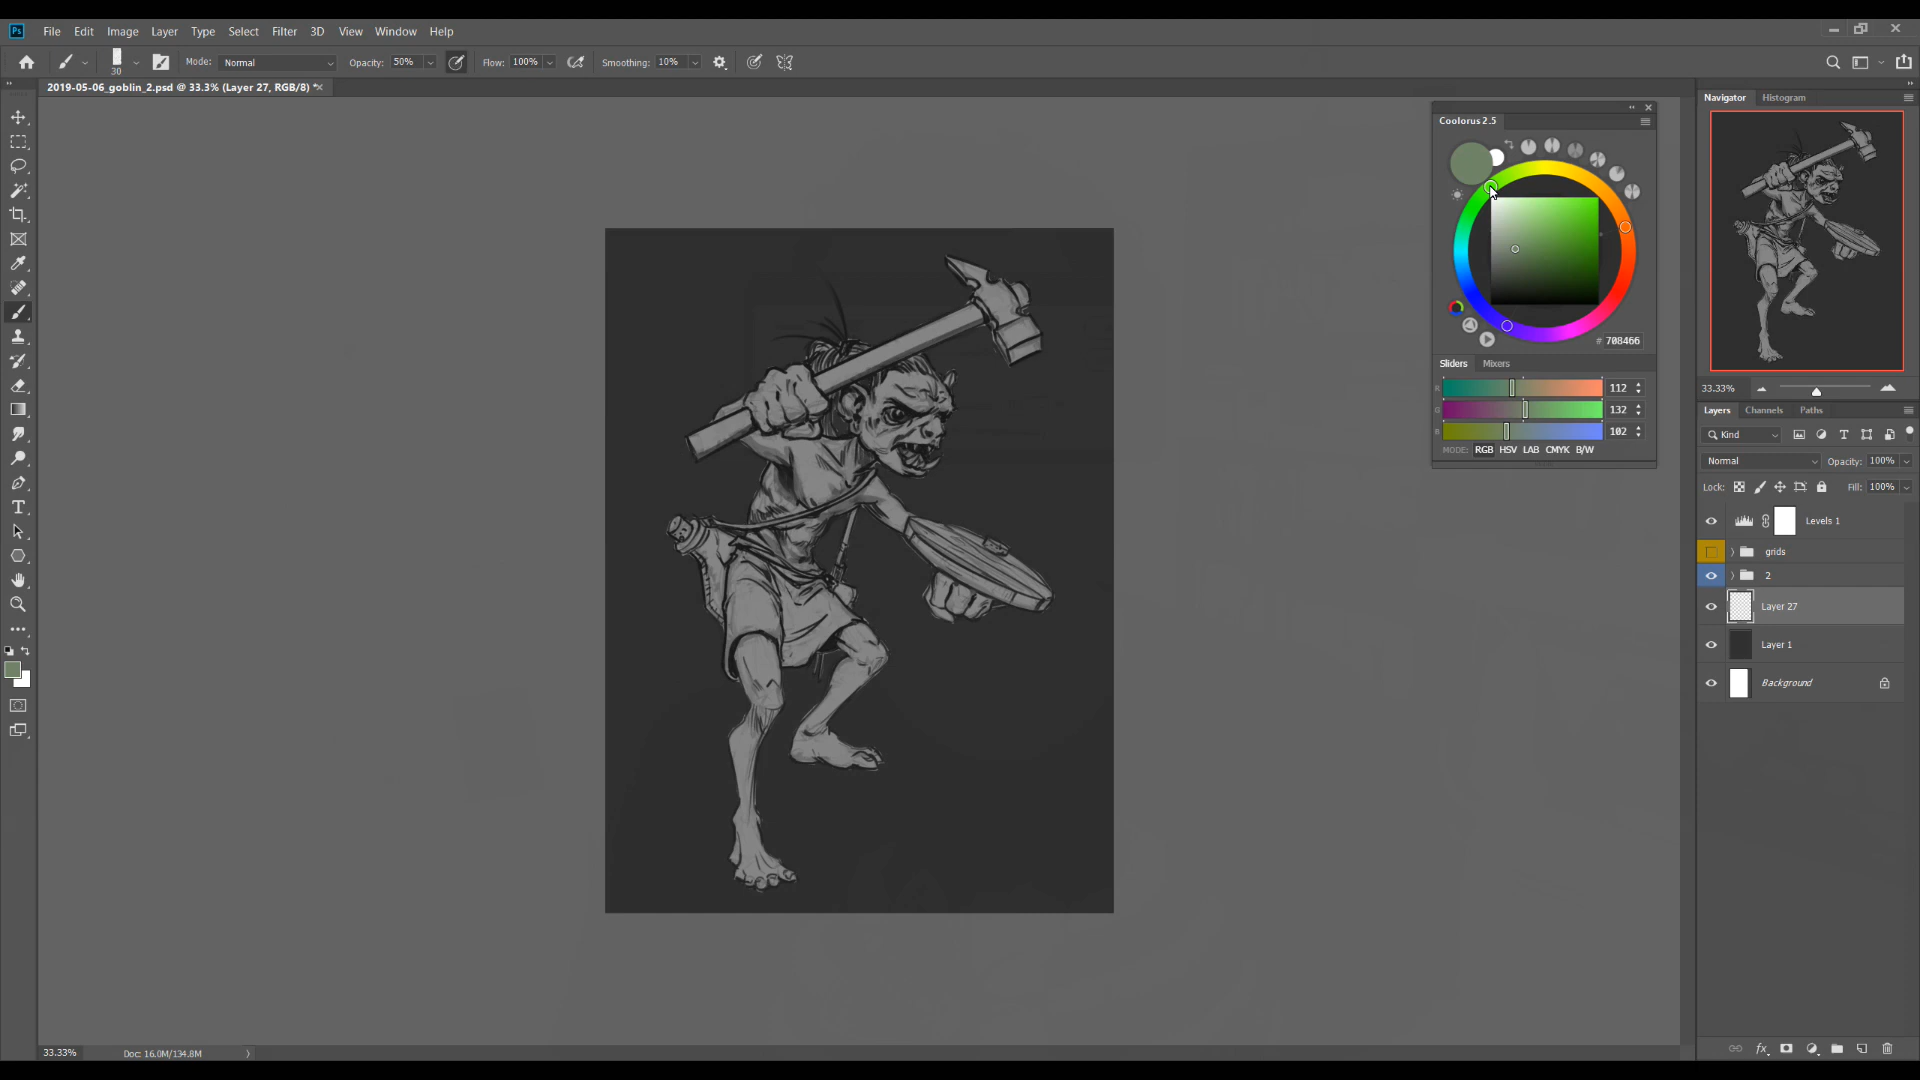 Ps File Edit Image Layer Type Select Filter 3D View Window Help
30 Mode: Normal Opacity: 50% Flow: 100% Smoothing: 10%
2019-05-06_goblin_2.psd @ 33.3% (Layer 27, RGB/8) *
Navigator Histogram
Coolorus 2.5
# 708466
Sliders Mixers
R 112
G 132
B 102
MODE: RGB HSV LAB CMYK B/W
33.33%
Layers Channels Paths
Kind
Normal Opacity: 100%
Lock: Fill: 100%
Levels 1
grids
2
Layer 27
Layer 1
Background
fx
33.33% Doc: 16.0M/134.8M